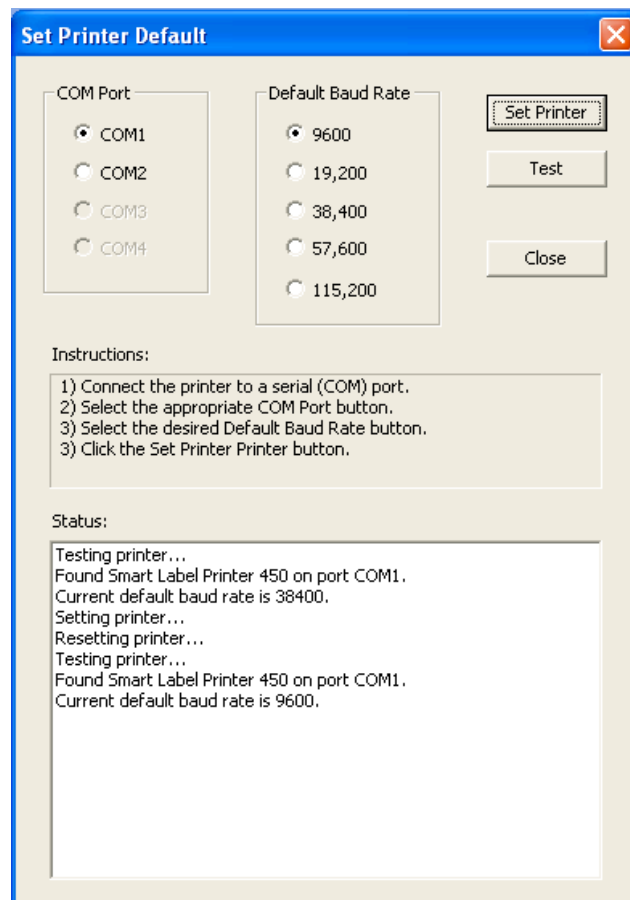 Set Printer Default
COM Port
COM1
COM2
COM3
COM4
Default Baud Rate
9600
19,200
38,400
57,600
115,200
Set Printer
Test
Close
Instructions:
1) Connect the printer to a serial (COM) port.
2) Select the appropriate COM Port button.
3) Select the desired Default Baud Rate button.
3) Click the Set Printer Printer button.
Status:
Testing printer...
Found Smart Label Printer 450 on port COM1.
Current default baud rate is 38400.
Setting printer...
Resetting printer...
Testing printer...
Found Smart Label Printer 450 on port COM1.
Current default baud rate is 9600.